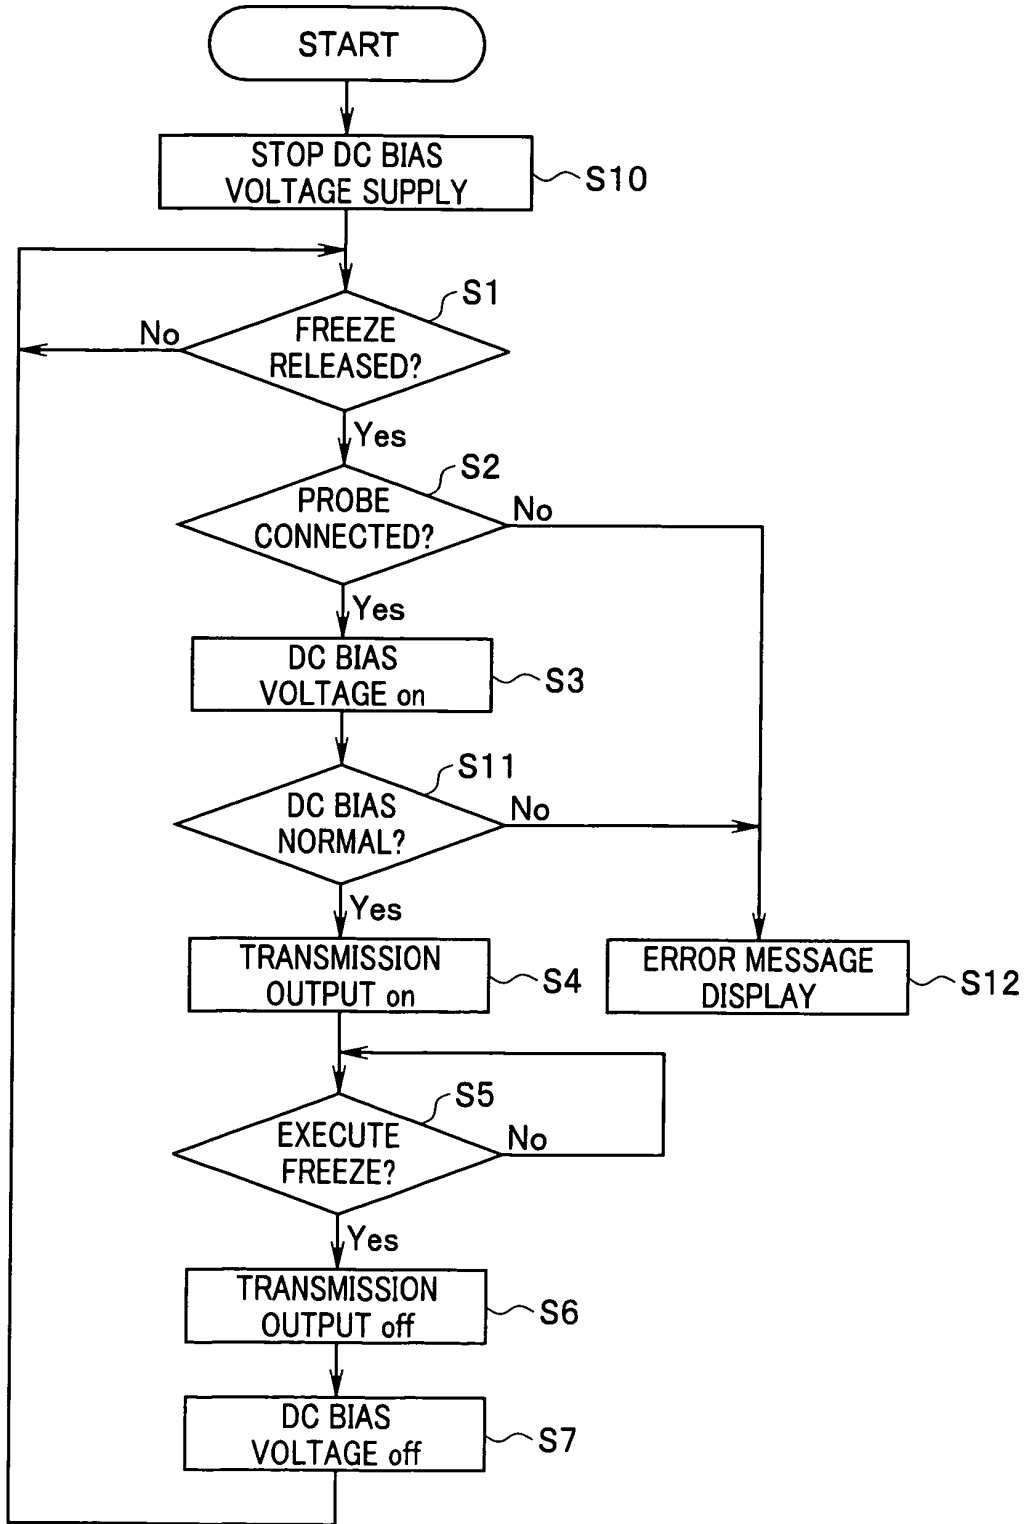 START
STOP DC BIAS
VOLTAGE SUPPLY
S10
S1
FREEZE
RELEASED?
No
Yes
S2
PROBE
CONNECTED?
No
Yes
DC BIAS
VOLTAGE on
S3
S11
DC BIAS
NORMAL?
No
Yes
TRANSMISSION
OUTPUT on
S4
ERROR MESSAGE
DISPLAY
S12
S5
EXECUTE
FREEZE?
No
Yes
TRANSMISSION
OUTPUT off
S6
DC BIAS
VOLTAGE off
S7